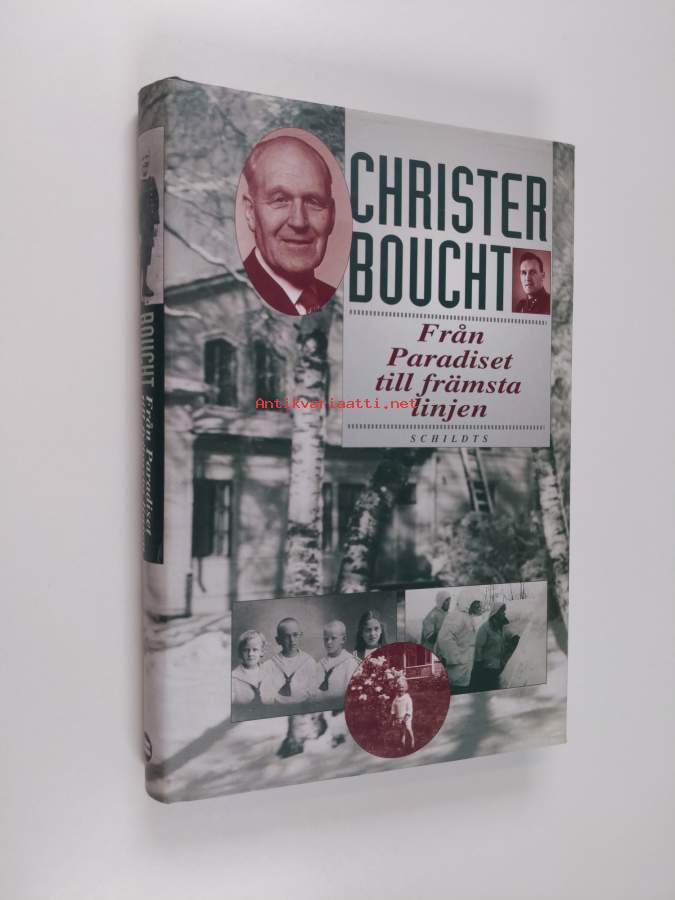 CHRISTER
BOUCHT
Från
Paradiset
till främsta
linjen
SCHILDTS
Antikvariaatti.net
BOUCHT Från Paradiset